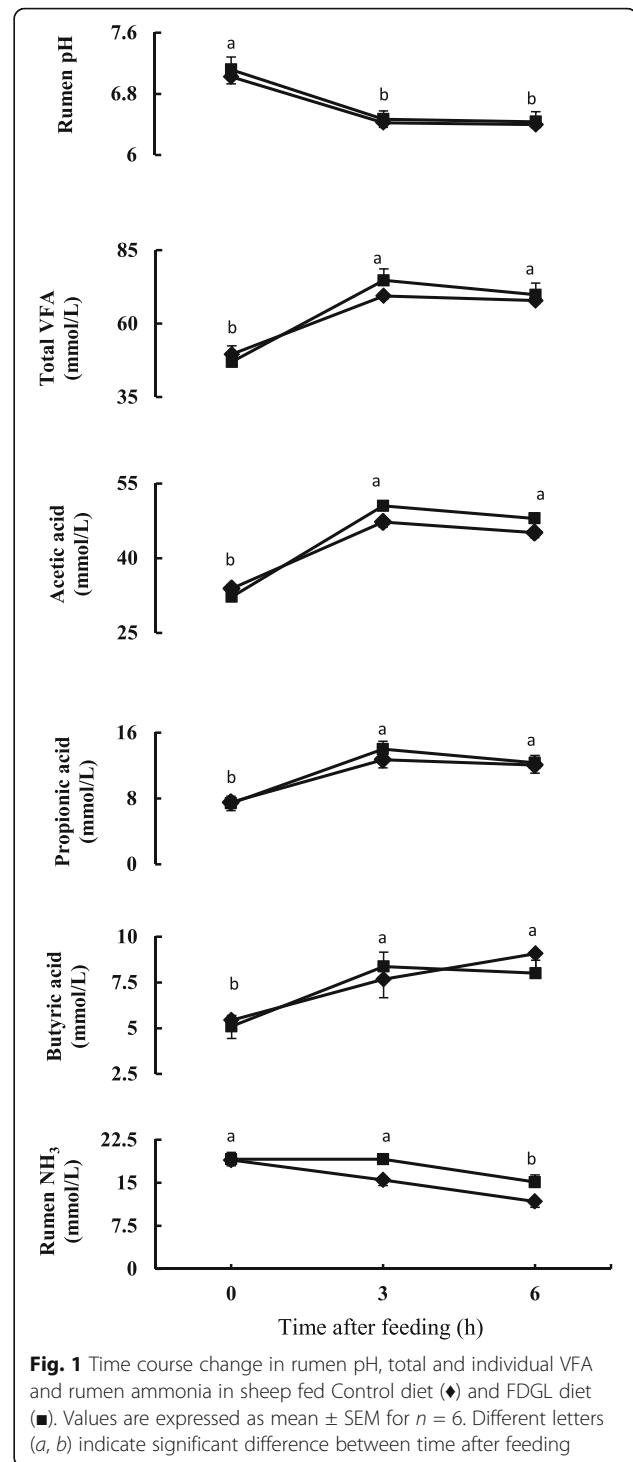 7.6
a
Rumen pH
6.8
b
b
6
85
a
a
Total VFA
(mmol/L)
60
b
35
55
a
a
Acetic acid
(mmol/L)
40
b
25
16
a
a
Propionic acid
(mmol/L)
8
b
0
10
a
a
Butyric acid
(mmol/L)
7.5
b
5
2.5
22.5
a
a
b
Rumen NH3
(mmol/L)
15
7.5
0
0 3 6
Time after feeding (h)
Fig. 1 Time course change in rumen pH, total and individual VFA
and rumen ammonia in sheep fed Control diet (♦) and FDGL diet
(■). Values are expressed as mean ± SEM for n = 6. Different letters
(a, b) indicate significant difference between time after feeding